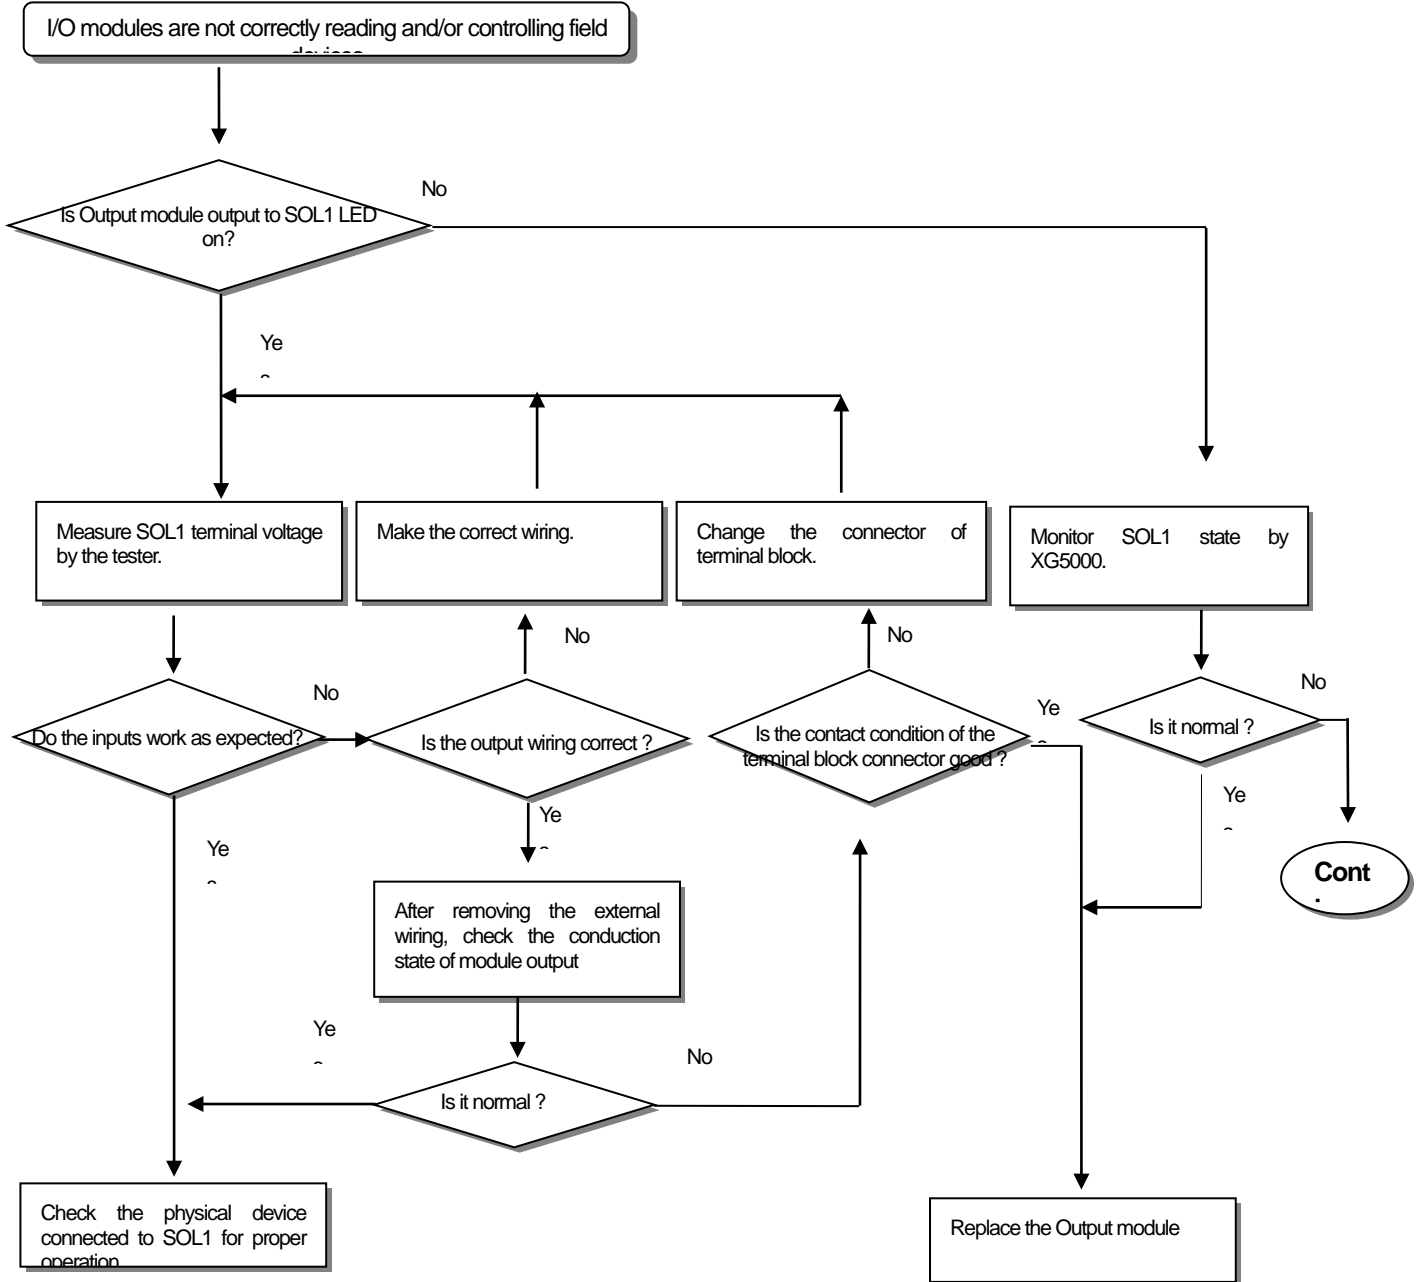 I/O modules are not correctly reading and/or controlling field
devices
No
Is Output module output to SOL1 LED
on?
Ye
Measure SOL1 terminal voltage
by the tester.
Make the correct wiring.
Change the connector of
terminal block.
Monitor SOL1 state by
XG5000.
No
No
No
No
Do the inputs work as expected?
Is the output wiring correct ?
Is the contact condition of the
terminal block connector good ?
Ye
Is it normal ?
Ye
Ye
Ye
Cont
.
After removing the external
wiring, check the conduction
state of module output
Ye
No
Is it normal ?
Check the physical device
connected to SOL1 for proper
operation
Replace the Output module